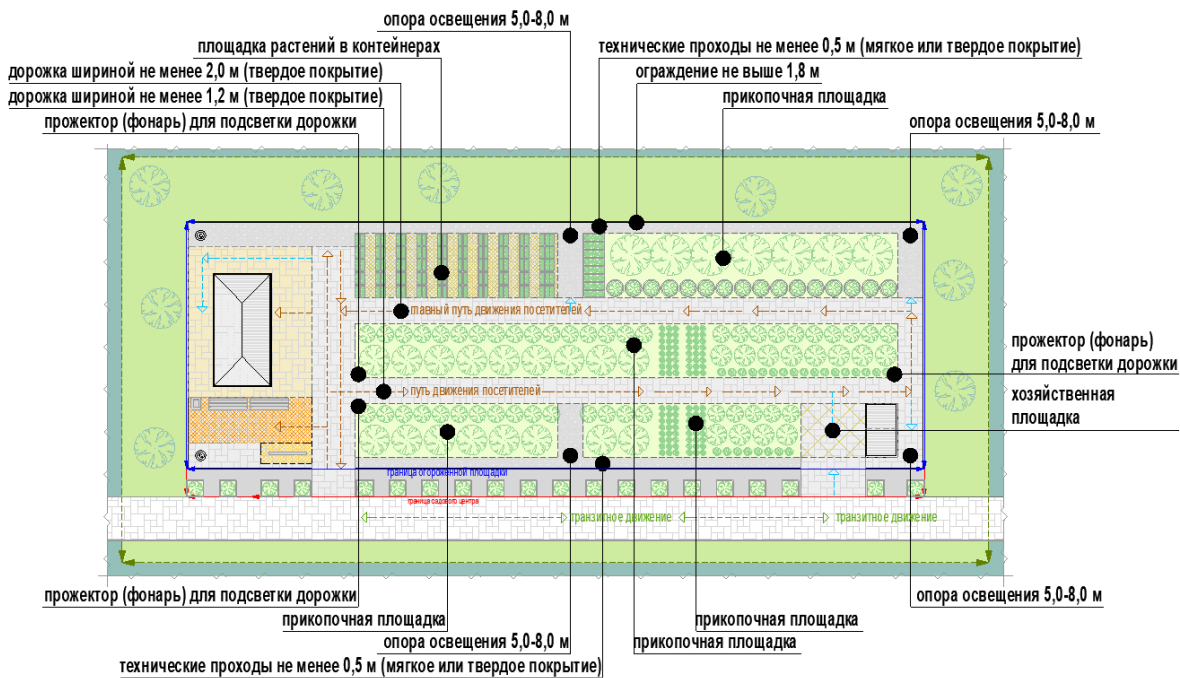 опора освещения 5,0-8,0 м
площадка растений в контейнерах
технические проходы не менее 0,5 м (мягкое или твердое покрытие)
дорожка шириной не менее 2,0 м (твердое покрытие)
ограждение не выше 1,8 м
дорожка шириной не менее 1,2 м (твердое покрытие)
прикопочная площадка
прожектор (фонарь) для подсветки дорожки
опора освещения 5,0-8,0 м
главный путь движения посетителей
прожектор (фонарь)
для подсветки дорожки
путь движения посетителей
хозяйственная
площадка
граница огороженной площадки
граница садового центра
транзитное движение
транзитное движение
прожектор (фонарь) для подсветки дорожки
опора освещения 5,0-8,0 м
прикопочная площадка
прикопочная площадка
опора освещения 5,0-8,0 м
прикопочная площадка
технические проходы не менее 0,5 м (мягкое или твердое покрытие)